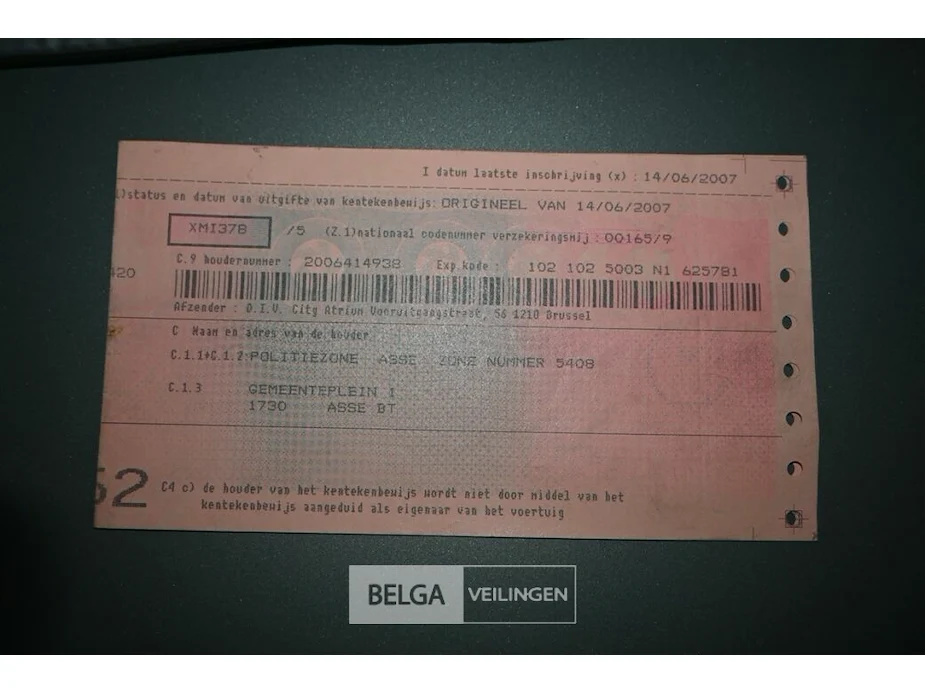 I datum laatste inschrijving (x) : 14/06/2007
)status en datum van uitgifte van kentekenbewijs: ORIGINEEL VAN 14/06/2007
XMI37B /5 (Z.1)nationaal codenummer verzekeringsmij : 00165/9
C.9 houdernummer : 2006414938 Exp kode : 102 102 5003 N1 625781
420
Afzender : D.I.V. City Atrium Vooruitgangstraat, 56 1210 Brussel
C Naam en adres van de houder
C.1.1+C.1.2:POLITIEZONE ASSE ZONE NUMMER 5408
C.1.3 GEMEENTEPLEIN 1
1730 ASSE BT
52 C4 c) de houder van het kentekenbewijs wordt niet door middel van het
kentekenbewijs aangeduid als eigenaar van het voertuig
BELGA VEILINGEN